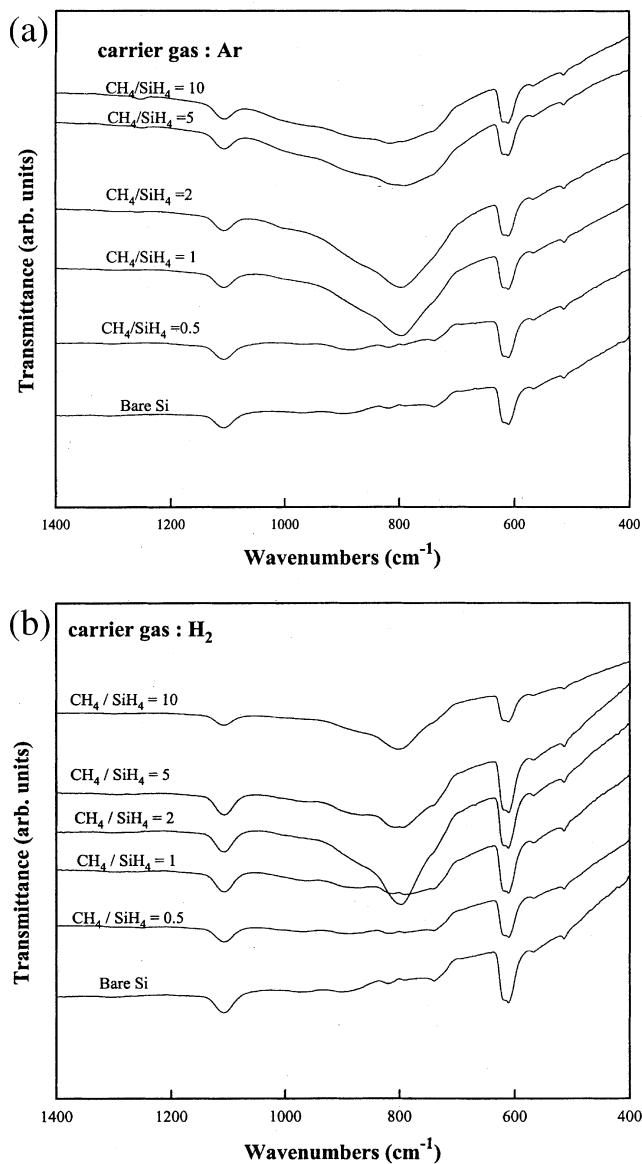 (a)
carrier gas : Ar
CH4/SiH4 = 10
CH4/SiH4 =5
CH4/SiH4 =2
CH4/SiH4 = 1
CH4/SiH4 =0.5
Bare Si
Transmittance (arb. units)
1400 1200 1000 800 600 400
Wavenumbers (cm-1)
(b)
carrier gas : H2
CH4 / SiH4 = 10
CH4 / SiH4 = 5
CH4 / SiH4 = 2
CH4 / SiH4 = 1
CH4 / SiH4 = 0.5
Bare Si
Transmittance (arb. units)
1400 1200 1000 800 600 400
Wavenumbers (cm-1)